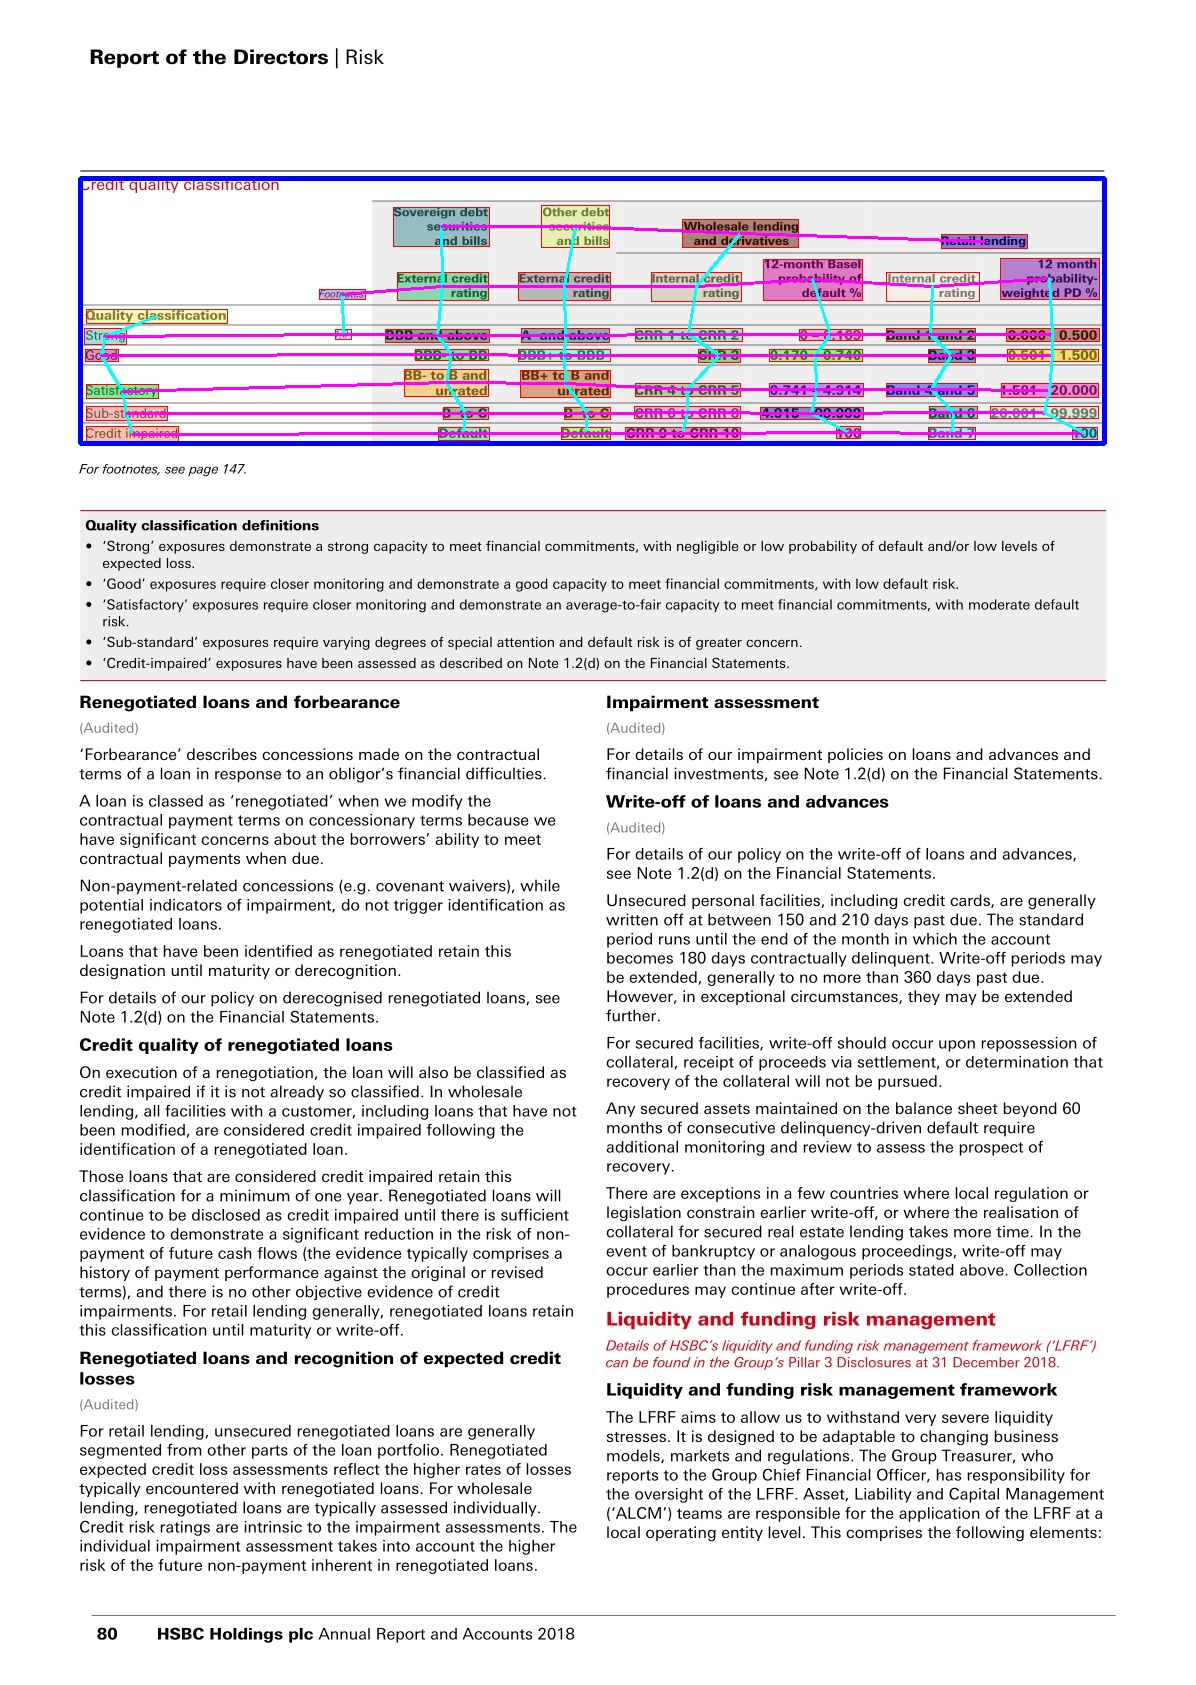 Report of the Directors | Risk
Credit quality classification
Sovereign debt securities and bills
Other debt securities and bills
Wholesale lending and derivatives
Retail lending
Footnotes
External credit rating
External credit rating
Internal credit rating
12-month Basel probability of default %
Internal credit rating
12 month probability-weighted PD %
Quality classification
Strong BBB and above A- and above CRR 1 to CRR 2 0 – 0.169 Band 1 and 2 0.000 – 0.500
Good BBB- to BB BBB+ to BBB- CRR 3 0.170 – 0.740 Band 3 0.501 – 1.500
Satisfactory BB- to B and unrated BB+ to B and unrated CRR 4 to CRR 5 0.741 – 4.914 Band 4 and 5 1.501 – 20.000
Sub-standard B- to C B- to C CRR 6 to CRR 8 4.915 – 99.999 Band 6 20.001 – 99.999
Credit impaired Default Default CRR 9 to CRR 10 100 Band 7 100
For footnotes, see page 147.
Quality classification definitions
• ‘Strong’ exposures demonstrate a strong capacity to meet financial commitments, with negligible or low probability of default and/or low levels of
expected loss.
• ‘Good’ exposures require closer monitoring and demonstrate a good capacity to meet financial commitments, with low default risk.
• ‘Satisfactory’ exposures require closer monitoring and demonstrate an average-to-fair capacity to meet financial commitments, with moderate default
risk.
• ‘Sub-standard’ exposures require varying degrees of special attention and default risk is of greater concern.
• ‘Credit-impaired’ exposures have been assessed as described on Note 1.2(d) on the Financial Statements.
Renegotiated loans and forbearance
(Audited)
‘Forbearance’ describes concessions made on the contractual
terms of a loan in response to an obligor’s financial difficulties.
A loan is classed as ‘renegotiated’ when we modify the
contractual payment terms on concessionary terms because we
have significant concerns about the borrowers’ ability to meet
contractual payments when due.
Non-payment-related concessions (e.g. covenant waivers), while
potential indicators of impairment, do not trigger identification as
renegotiated loans.
Loans that have been identified as renegotiated retain this
designation until maturity or derecognition.
For details of our policy on derecognised renegotiated loans, see
Note 1.2(d) on the Financial Statements.
Credit quality of renegotiated loans
On execution of a renegotiation, the loan will also be classified as
credit impaired if it is not already so classified. In wholesale
lending, all facilities with a customer, including loans that have not
been modified, are considered credit impaired following the
identification of a renegotiated loan.
Those loans that are considered credit impaired retain this
classification for a minimum of one year. Renegotiated loans will
continue to be disclosed as credit impaired until there is sufficient
evidence to demonstrate a significant reduction in the risk of non-
payment of future cash flows (the evidence typically comprises a
history of payment performance against the original or revised
terms), and there is no other objective evidence of credit
impairments. For retail lending generally, renegotiated loans retain
this classification until maturity or write-off.
Renegotiated loans and recognition of expected credit
losses
(Audited)
For retail lending, unsecured renegotiated loans are generally
segmented from other parts of the loan portfolio. Renegotiated
expected credit loss assessments reflect the higher rates of losses
typically encountered with renegotiated loans. For wholesale
lending, renegotiated loans are typically assessed individually.
Credit risk ratings are intrinsic to the impairment assessments. The
individual impairment assessment takes into account the higher
risk of the future non-payment inherent in renegotiated loans.
Impairment assessment
(Audited)
For details of our impairment policies on loans and advances and
financial investments, see Note 1.2(d) on the Financial Statements.
Write-off of loans and advances
(Audited)
For details of our policy on the write-off of loans and advances,
see Note 1.2(d) on the Financial Statements.
Unsecured personal facilities, including credit cards, are generally
written off at between 150 and 210 days past due. The standard
period runs until the end of the month in which the account
becomes 180 days contractually delinquent. Write-off periods may
be extended, generally to no more than 360 days past due.
However, in exceptional circumstances, they may be extended
further.
For secured facilities, write-off should occur upon repossession of
collateral, receipt of proceeds via settlement, or determination that
recovery of the collateral will not be pursued.
Any secured assets maintained on the balance sheet beyond 60
months of consecutive delinquency-driven default require
additional monitoring and review to assess the prospect of
recovery.
There are exceptions in a few countries where local regulation or
legislation constrain earlier write-off, or where the realisation of
collateral for secured real estate lending takes more time. In the
event of bankruptcy or analogous proceedings, write-off may
occur earlier than the maximum periods stated above. Collection
procedures may continue after write-off.
Liquidity and funding risk management
Details of HSBC’s liquidity and funding risk management framework (‘LFRF’)
can be found in the Group’s Pillar 3 Disclosures at 31 December 2018.
Liquidity and funding risk management framework
The LFRF aims to allow us to withstand very severe liquidity
stresses. It is designed to be adaptable to changing business
models, markets and regulations. The Group Treasurer, who
reports to the Group Chief Financial Officer, has responsibility for
the oversight of the LFRF. Asset, Liability and Capital Management
(‘ALCM’) teams are responsible for the application of the LFRF at a
local operating entity level. This comprises the following elements:
80 HSBC Holdings plc Annual Report and Accounts 2018